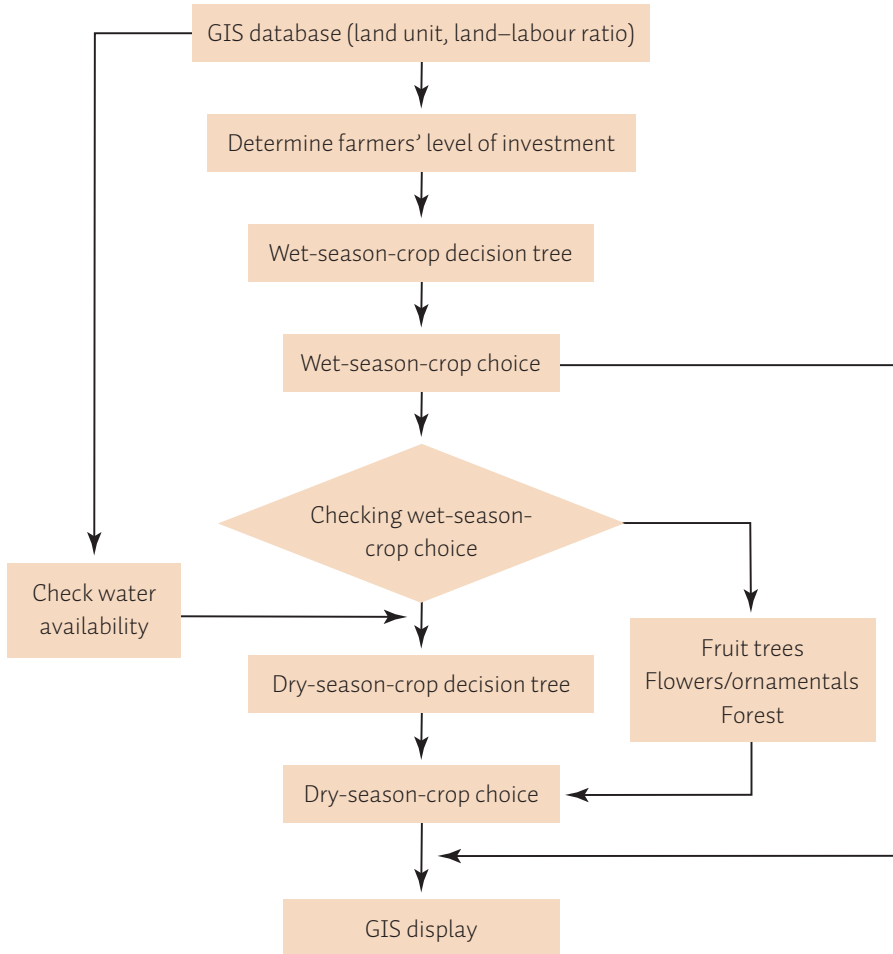 GIS database (land unit, land–labour ratio)
Determine farmers’ level of investment
Wet-season-crop decision tree
Wet-season-crop choice
Checking wet-season-
crop choice
Check water
availability
Fruit trees
Flowers/ornamentals
Forest
Dry-season-crop decision tree
Dry-season-crop choice
GIS display